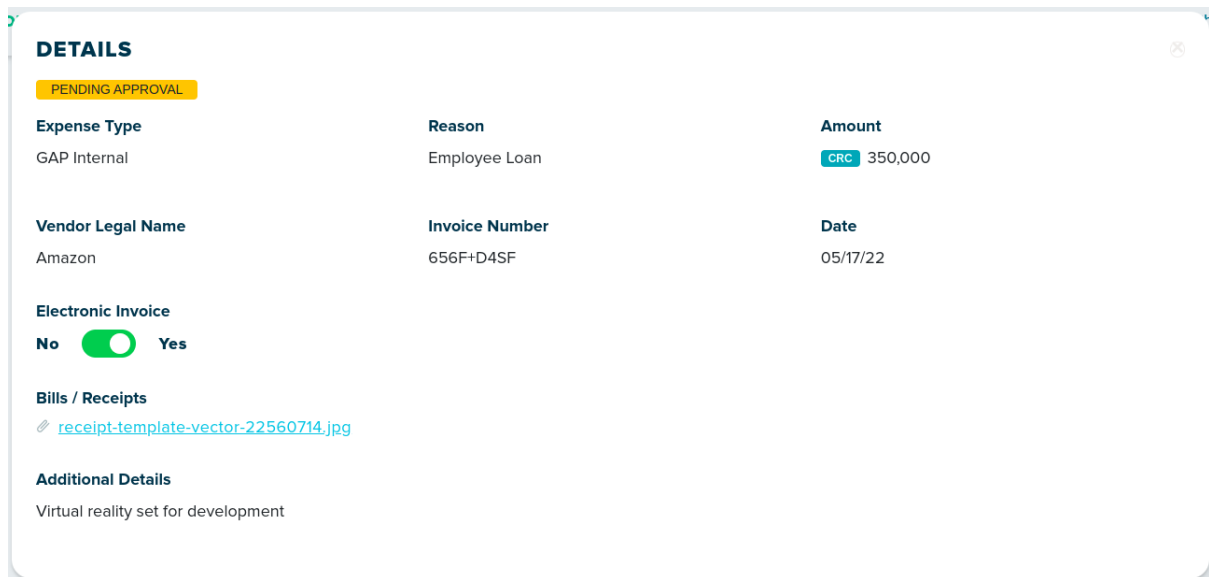 DETAILS
PENDING APPROVAL
Expense Type Reason Amount
GAP Internal Employee Loan CRC 350,000
Vendor Legal Name Invoice Number Date
Amazon 656F+D4SF 05/17/22
Electronic Invoice
No Yes
Bills / Receipts
receipt-template-vector-22560714.jpg
Additional Details
Virtual reality set for development